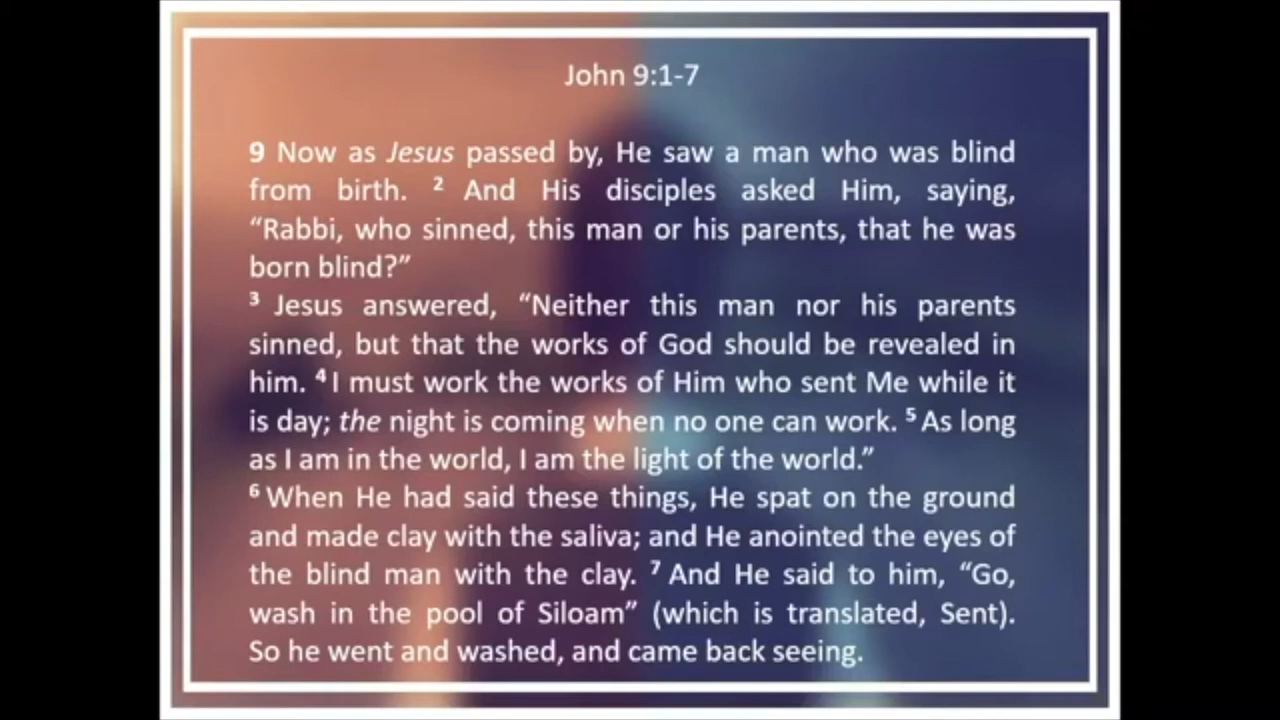 John 9:1-7
9 Now as Jesus passed by, He saw a man who was blind
from birth. 2 And His disciples asked Him, saying,
“Rabbi, who sinned, this man or his parents, that he was
born blind?”
3 Jesus answered, “Neither this man nor his parents
sinned, but that the works of God should be revealed in
him. 4 I must work the works of Him who sent Me while it
is day; the night is coming when no one can work. 5 As long
as I am in the world, I am the light of the world.”
6 When He had said these things, He spat on the ground
and made clay with the saliva; and He anointed the eyes of
the blind man with the clay. 7 And He said to him, “Go,
wash in the pool of Siloam” (which is translated, Sent).
So he went and washed, and came back seeing.